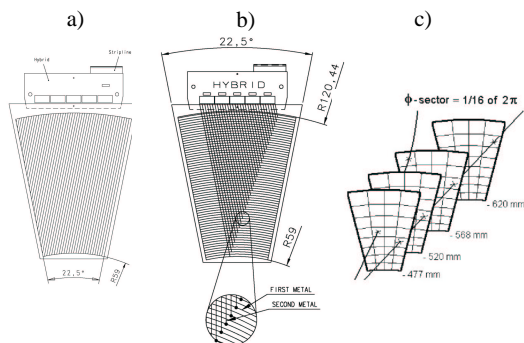 a)
Hybrid
Stripline
22,5°
R59
b)
22,5°
HYBRID
R120,44
R59
FIRST METAL
SECOND METAL
c)
ϕ-sector = 1/16 of 2π
- 620 mm
- 568 mm
- 520 mm
- 477 mm